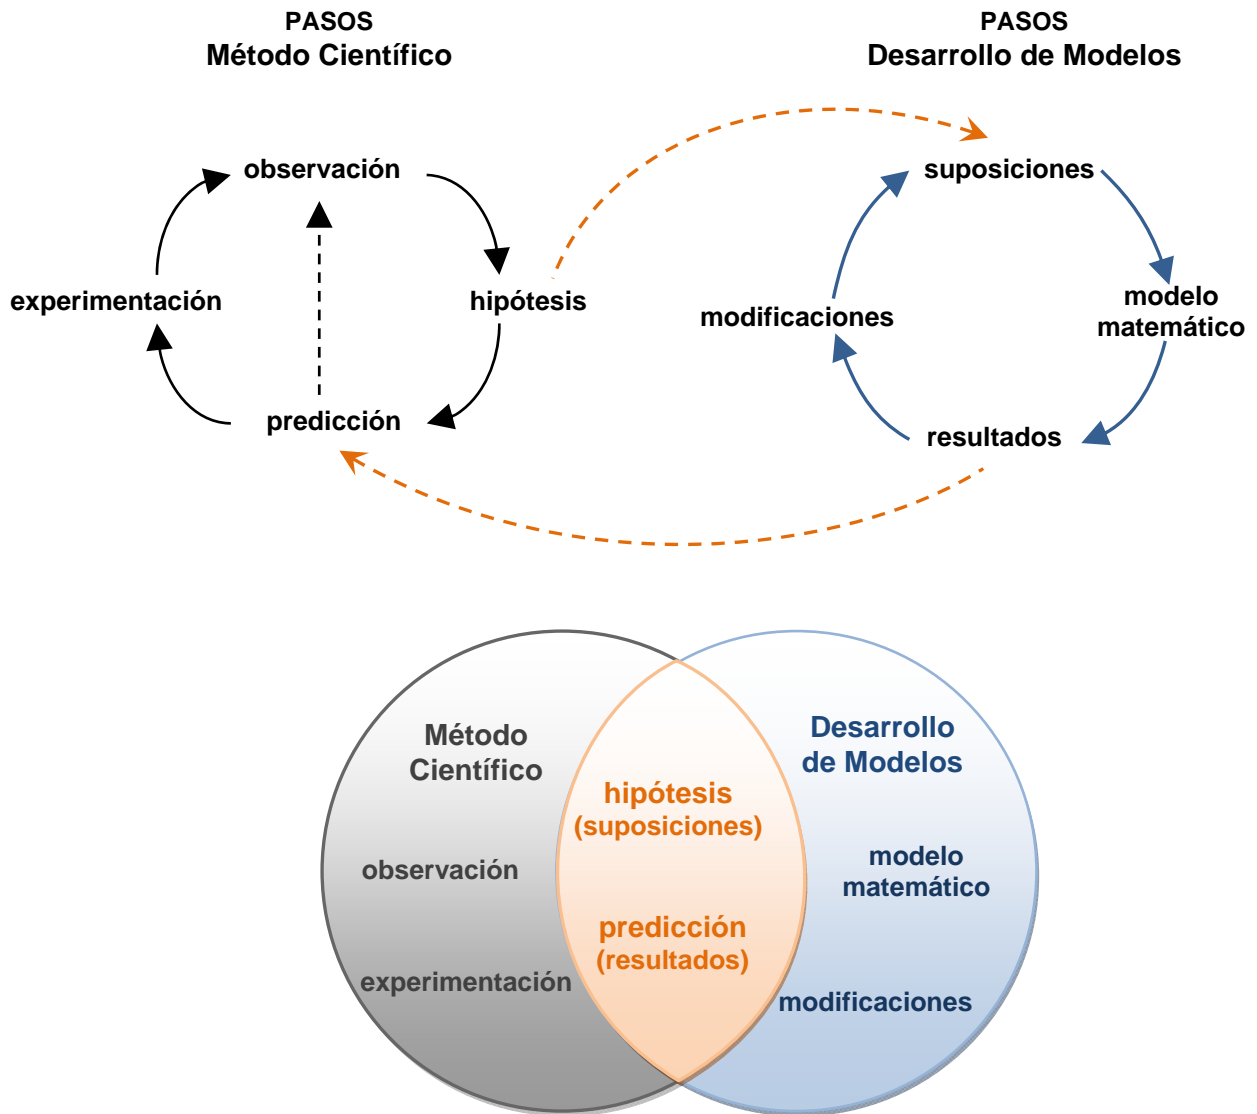 PASOS
Método Científico
observación
experimentación
hipótesis
predicción
PASOS
Desarrollo de Modelos
suposiciones
modificaciones
modelo
matemático
resultados
Método
Científico
observación
experimentación
hipótesis
(suposiciones)
predicción
(resultados)
Desarrollo
de Modelos
modelo
matemático
modificaciones